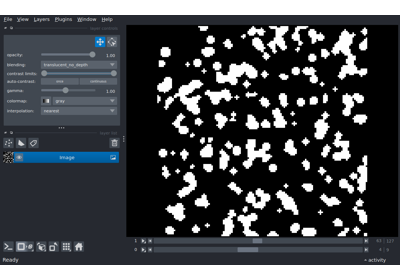 File View Layers Plugins Window Help
opacity: 1.00
blending: translucent_no_depth
contrast limits:
auto-contrast: once continuous
gamma: 1.00
colormap: gray
interpolation: nearest
Image
1
0
Ready
activity